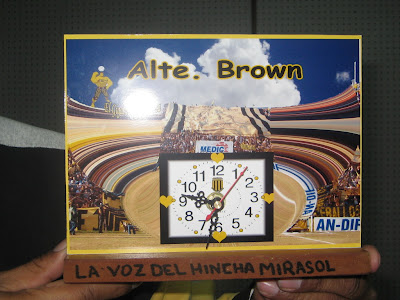 Alte. Brown
MEDIC
12
11 1
10 2
9 3
8 4
7 5
6
AN-DIF
LA VOZ DEL HINCHA MIRASOL